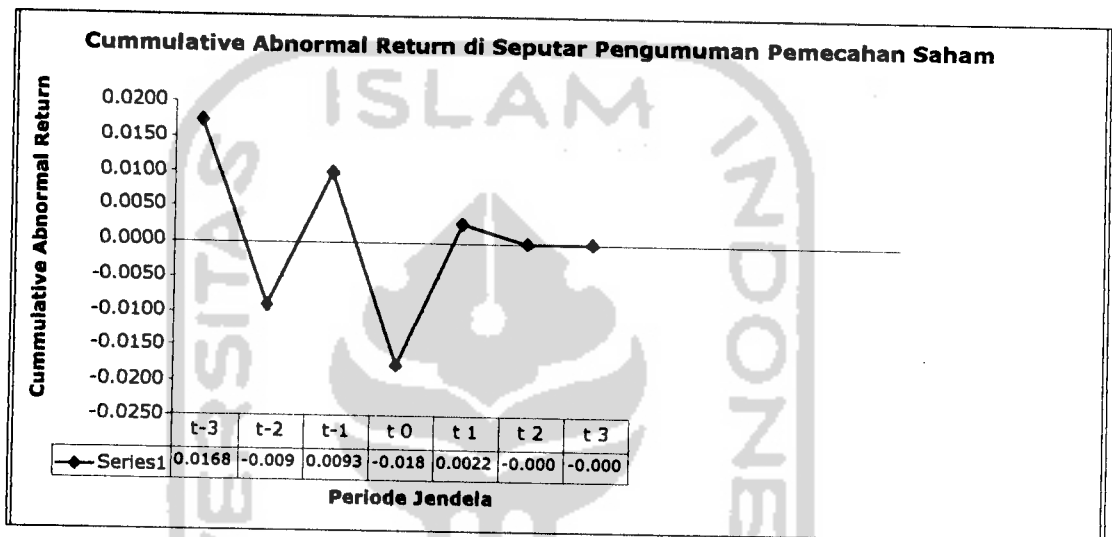 Cummulative Abnormal Return di Seputar Pengumuman Pemecahan Saham
Cummulative Abnormal Return
0.0200
0.0150
0.0100
0.0050
0.0000
-0.0050
-0.0100
-0.0150
-0.0200
-0.0250
t-3 t-2 t-1 t 0 t 1 t 2 t 3
Series1 0.0168 -0.009 0.0093 -0.018 0.0022 -0.000 -0.000
Periode Jendela
ISLAM
INDONE
ERSITAS